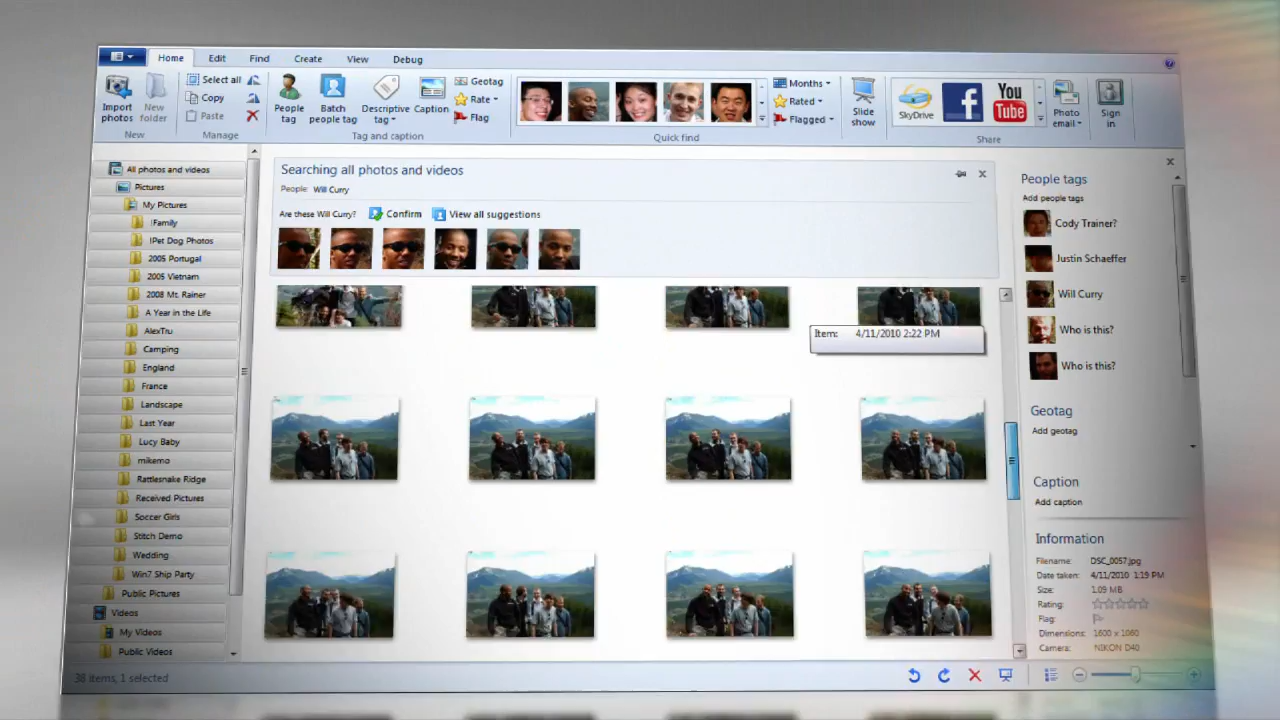 Home Edit Find Create View Debug
Import photos
New folder
New
Select all
Copy
Paste
Manage
People tag
Batch people tag
Descriptive tag
Caption
Geotag
Rate
Flag
Tag and caption
Quick find
Months
Rated
Flagged
Slide show
SkyDrive
f
You Tube
Share
Photo email
Sign in
All photos and videos
Pictures
My Pictures
!Family
!Pet Dog Photos
2005 Portugal
2005 Vietnam
2008 Mt. Rainer
A Year in the Life
AlexTru
Camping
England
France
Landscape
Last Year
Lucy Baby
mikemo
Rattlesnake Ridge
Received Pictures
Soccer Girls
Stitch Demo
Wedding
Win7 Ship Party
Public Pictures
Videos
My Videos
Public Videos
Searching all photos and videos
People: Will Curry
Are these Will Curry? Confirm View all suggestions
Item: 4/11/2010 2:22 PM
People tags
Add people tags
Cody Trainer?
Justin Schaeffer
Will Curry
Who is this?
Who is this?
Geotag
Add geotag
Caption
Add caption
Information
Filename: DSC_0057.jpg
Date taken: 4/11/2010 1:19 PM
Size: 1.09 MB
Rating:
Flag:
Dimensions: 1600 x 1060
Camera: NIKON D40
38 items, 1 selected